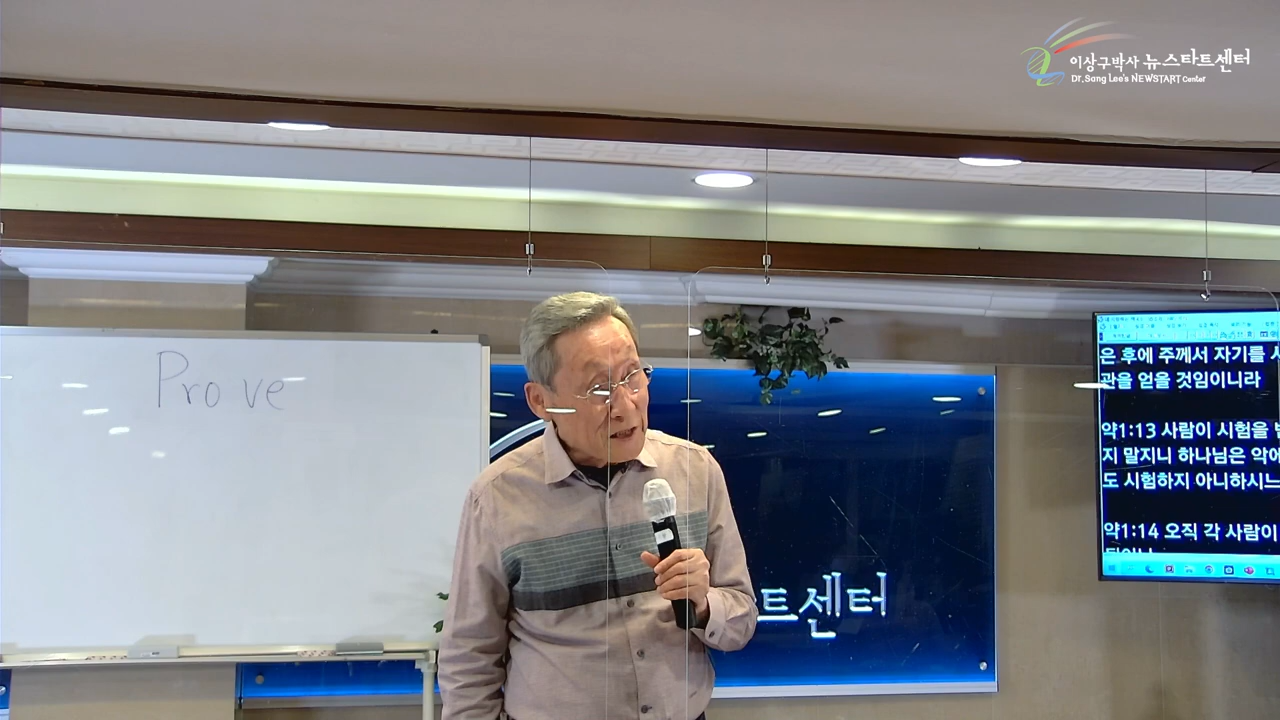 이상구박사 뉴스타트센터
Dr. Sang Lee's NEWSTART Center
Prove
은 후에 주께서 자기를
관을 얻을 것임이니라
약1:13 사람이 시험을
지 말지니 하나님은 악에
도 시험하지 아니하시느
약1:14 오직 각 사람이
트센터